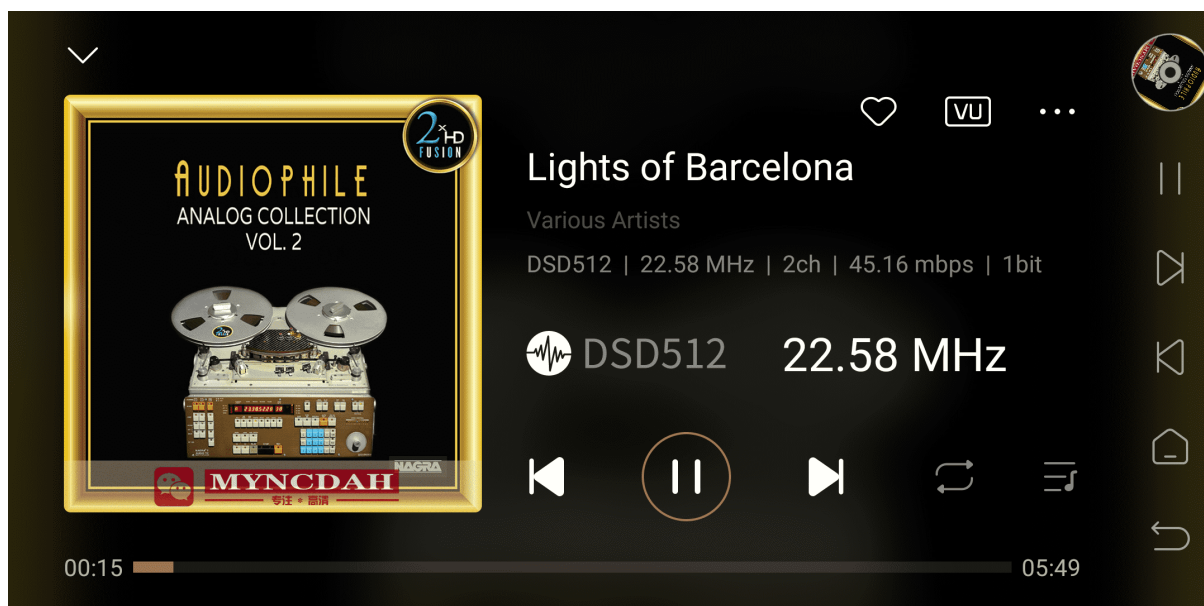 2xHD
FUSION
AUDIOPHILE
ANALOG COLLECTION
VOL. 2
NAGRA
MYNCDAH
专注 • 高清
VU
Lights of Barcelona
Various Artists
DSD512 | 22.58 MHz | 2ch | 45.16 mbps | 1bit
DSD512
22.58 MHz
00:15
05:49